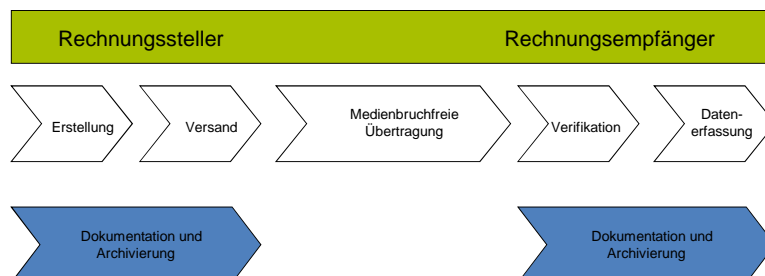 Rechnungssteller
Rechnungsempfänger
Erstellung
Versand
Medienbruchfreie
Übertragung
Verifikation
Daten-
erfassung
Dokumentation und
Archivierung
Dokumentation und
Archivierung